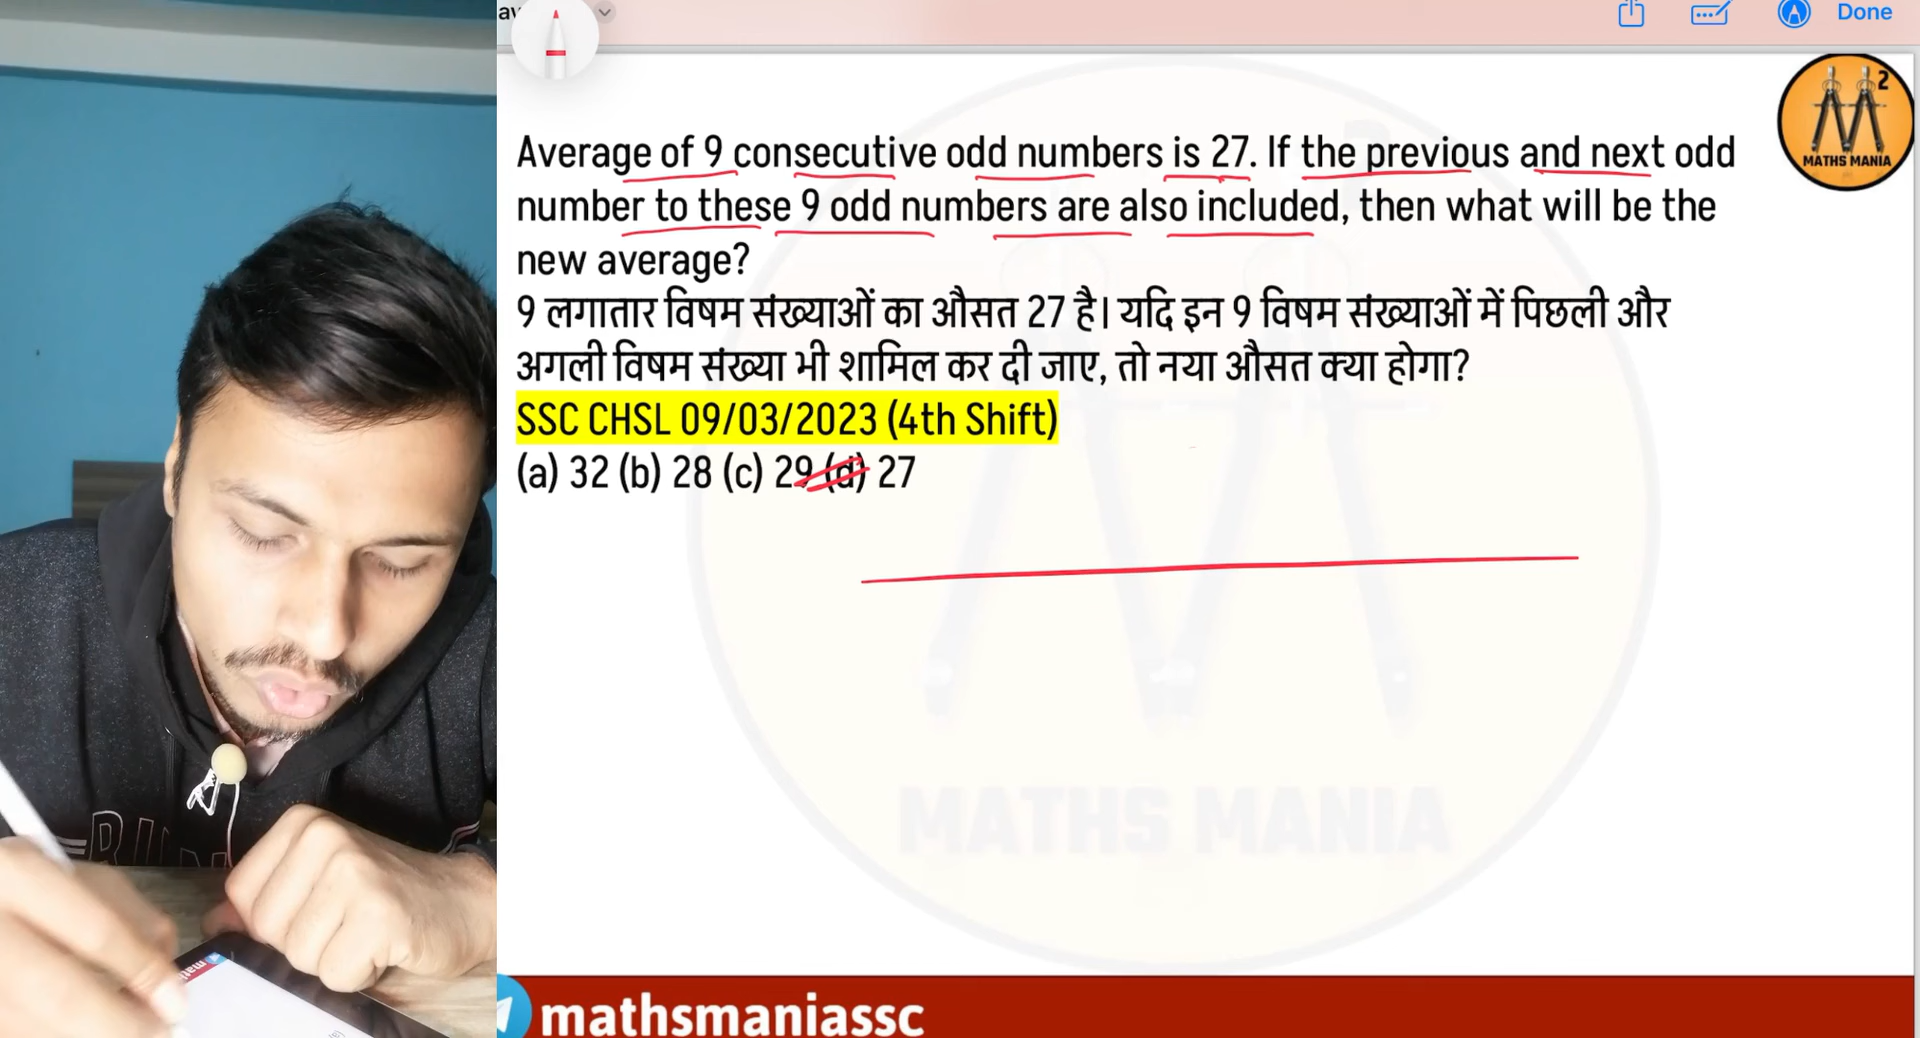 Done
2
MATHS MANIA
Average of 9 consecutive odd numbers is 27. If the previous and next odd
number to these 9 odd numbers are also included, then what will be the
new average?
9 लगातार विषम संख्याओं का औसत 27 है। यदि इन 9 विषम संख्याओं में पिछली और
अगली विषम संख्या भी शामिल कर दी जाए, तो नया औसत क्या होगा?
SSC CHSL 09/03/2023 (4th Shift)
(a) 32 (b) 28 (c) 29 (d) 27
MATHS MANIA
mathsmaniassc